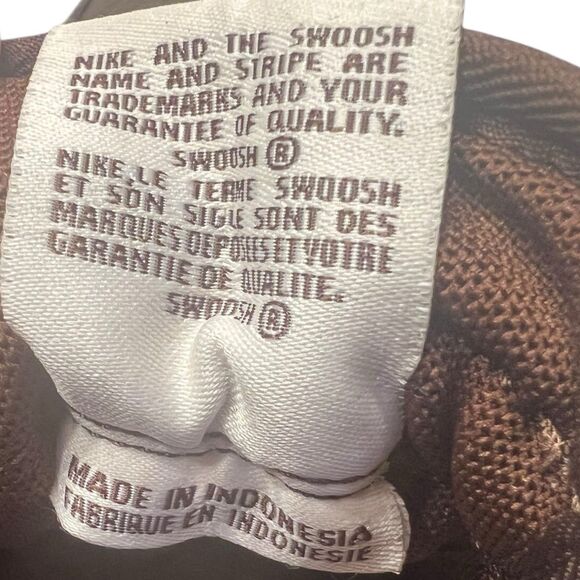 NIKE AND THE SWOOSH
NAME AND STRIPE ARE
TRADEMARKS AND YOUR
GUARANTEE OF QUALITY.
SWOOSH ®
NIKE, LE TERME SWOOSH
ET SON SIGLE SONT DES
MARQUES DEPOSEES ET VOTRE
GARANTIE DE QUALITE.
SWOOSH ®
MADE IN INDONESIA
FABRIQUE EN INDONESIE